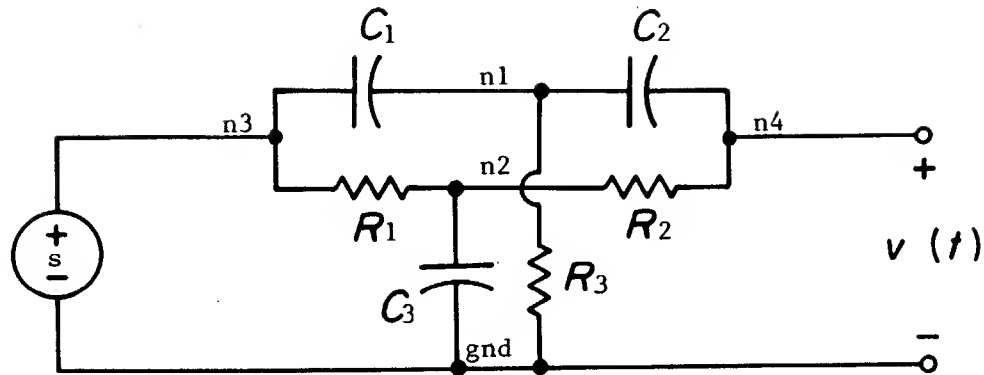 C1
C2
n1
n3
n4
n2
+
R1
R2
+
s
−
v (t)
C3
R3
gnd
−